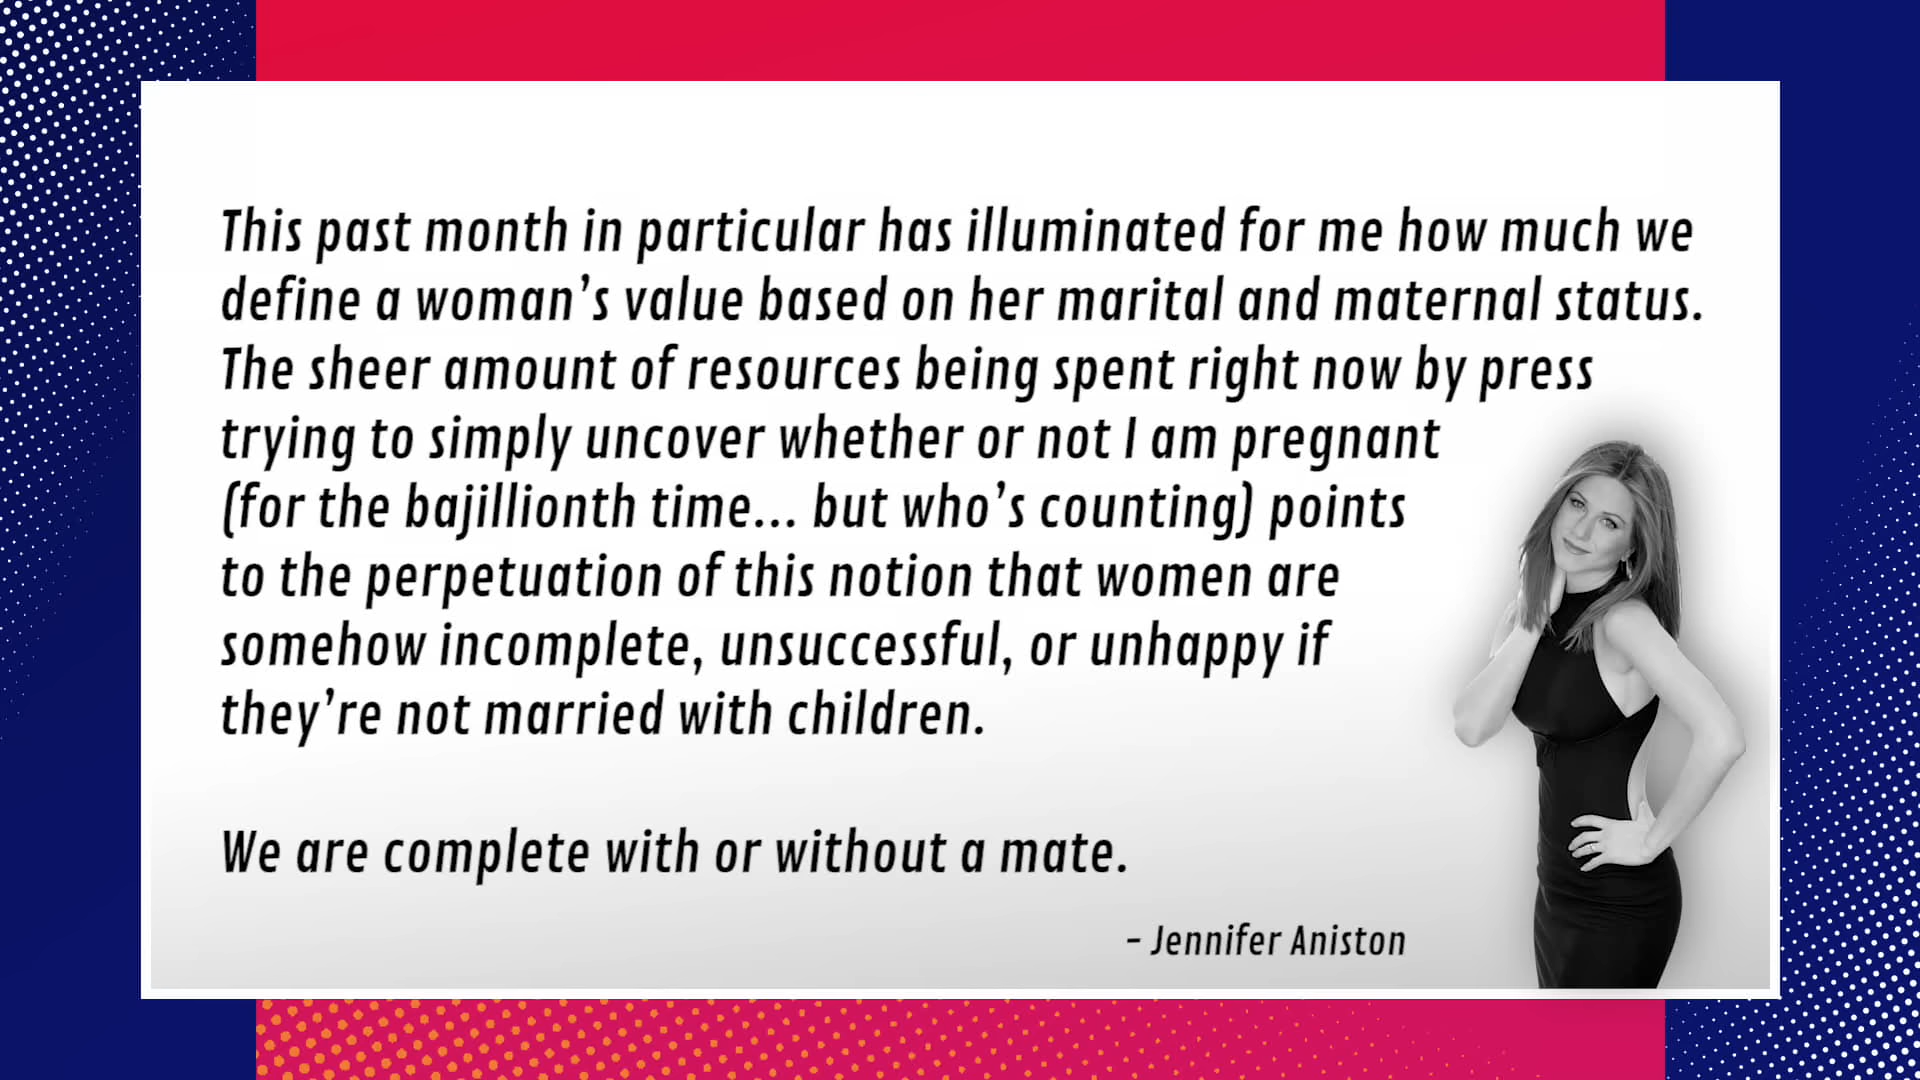 This past month in particular has illuminated for me how much we
define a woman’s value based on her marital and maternal status.
The sheer amount of resources being spent right now by press
trying to simply uncover whether or not I am pregnant
(for the bajillionth time... but who’s counting) points
to the perpetuation of this notion that women are
somehow incomplete, unsuccessful, or unhappy if
they’re not married with children.
We are complete with or without a mate.
– Jennifer Aniston